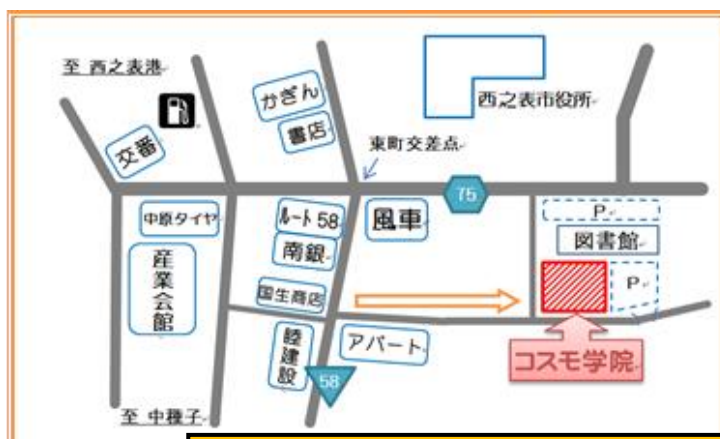 至 西之表港
かぎん
書店
西之表市役所
交番
東町交差点
75
中原タイヤ
ルート 58
風車
P
南銀
図書館
産業会館
国生商店
P
睦建設
アパート
コスモ学院
58
至 中種子